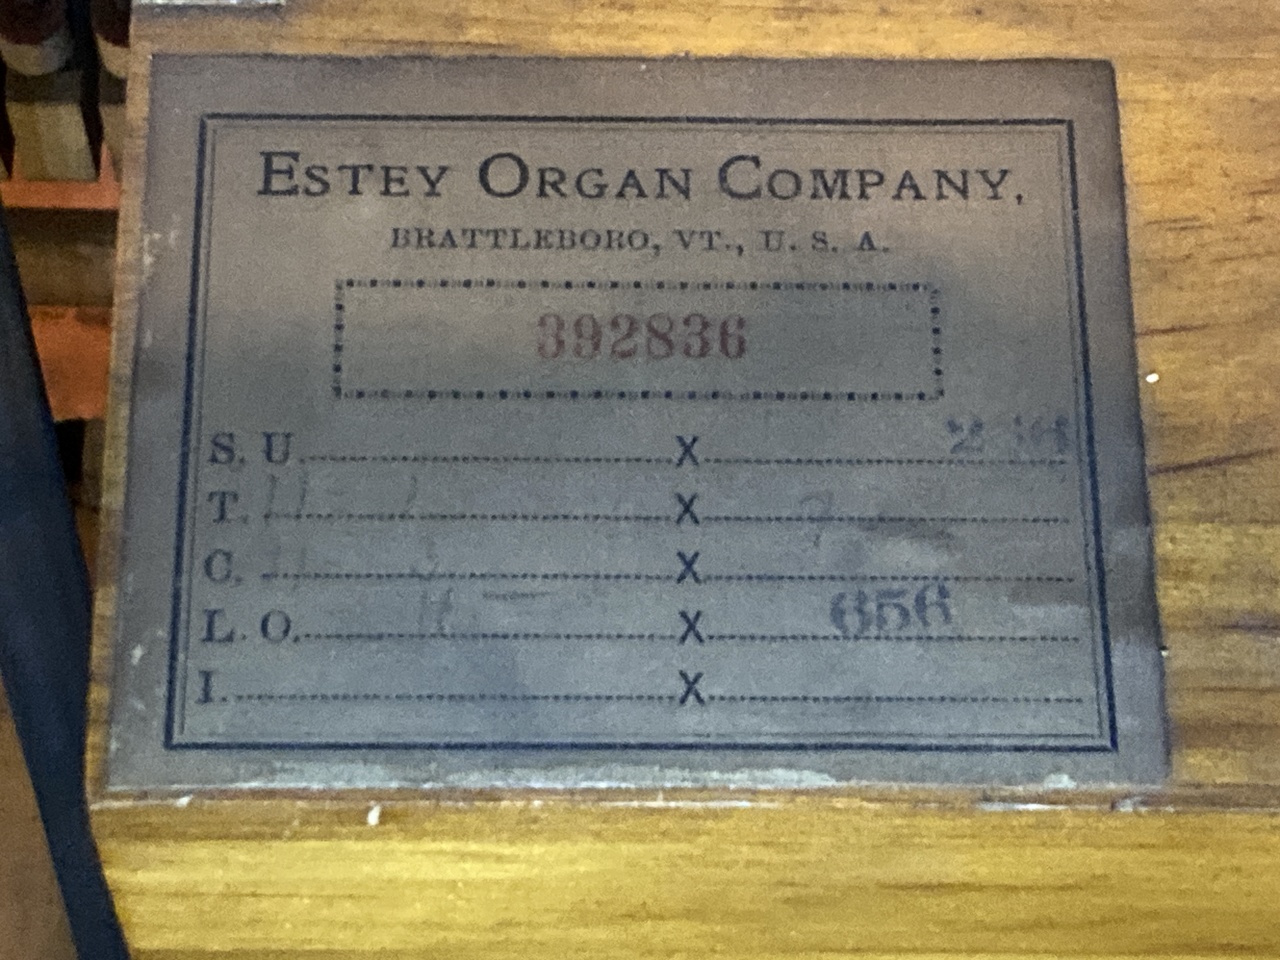 ESTEY ORGAN COMPANY,
BRATTLEBORO, VT., U. S. A.
392836
S. U. X
T. X
C. X
L. O. X 656
I. X